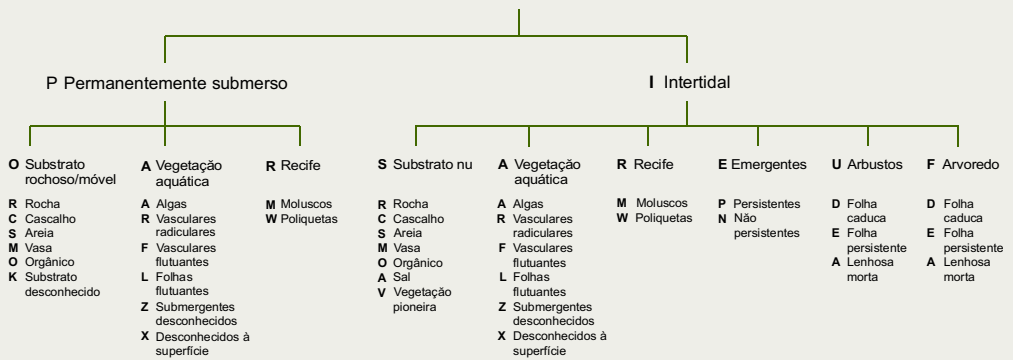 P Permanentemente submerso
I Intertidal
O Substrato
rochoso/móvel
R Rocha
C Cascalho
S Areia
M Vasa
O Orgânico
K Substrato
desconhecido
A Vegetação
aquática
A Algas
R Vasculares
radiculares
F Vasculares
flutuantes
L Folhas
flutuantes
Z Submergentes
desconhecidos
X Desconhecidos à
superfície
R Recife
M Moluscos
W Poliquetas
S Substrato nu
R Rocha
C Cascalho
S Areia
M Vasa
O Orgânico
A Sal
V Vegetação
pioneira
A Vegetação
aquática
A Algas
R Vasculares
radiculares
F Vasculares
flutuantes
L Folhas
flutuantes
Z Submergentes
desconhecidos
X Desconhecidos à
superfície
R Recife
M Moluscos
W Poliquetas
E Emergentes
P Persistentes
N Não
persistentes
U Arbustos
D Folha
caduca
E Folha
persistente
A Lenhosa
morta
F Arvoredo
D Folha
caduca
E Folha
persistente
A Lenhosa
morta